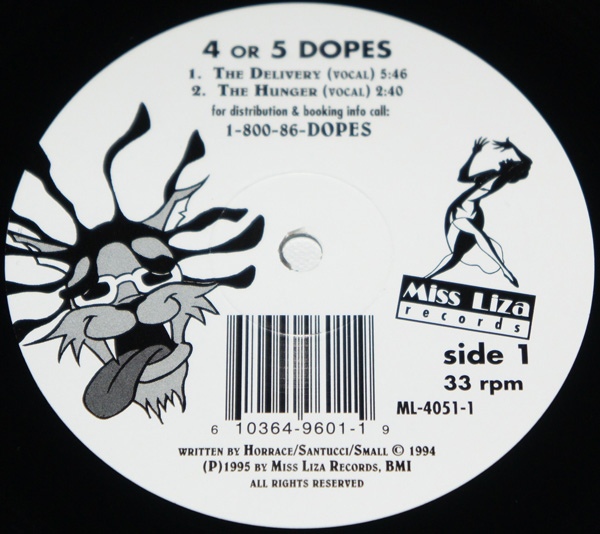 4 OR 5 DOPES
1. THE DELIVERY (VOCAL) 5:46
2. THE HUNGER (VOCAL) 2:40
for distribution & booking info call:
1-800-86-DOPES
Miss Liza
records
side 1
33 rpm
ML-4051-1
6 10364-9601-1 9
WRITTEN BY HORRACE/SANTUCCI/SMALL © 1994
(P)1995 BY MISS LIZA RECORDS, BMI
ALL RIGHTS RESERVED